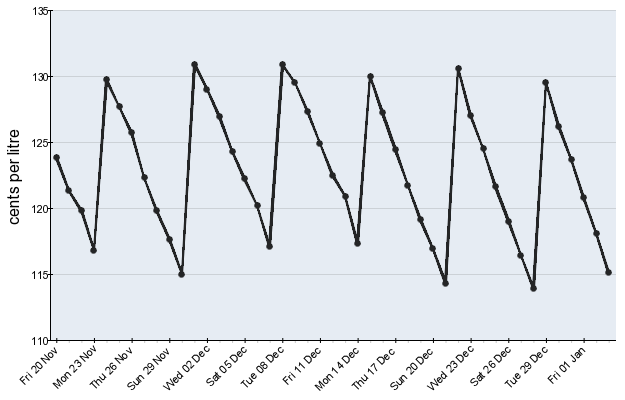 135
130
125
120
115
110
cents per litre
Fri 20 Nov
Mon 23 Nov
Thu 26 Nov
Sun 29 Nov
Wed 02 Dec
Sat 05 Dec
Tue 08 Dec
Fri 11 Dec
Mon 14 Dec
Thu 17 Dec
Sun 20 Dec
Wed 23 Dec
Sat 26 Dec
Tue 29 Dec
Fri 01 Jan